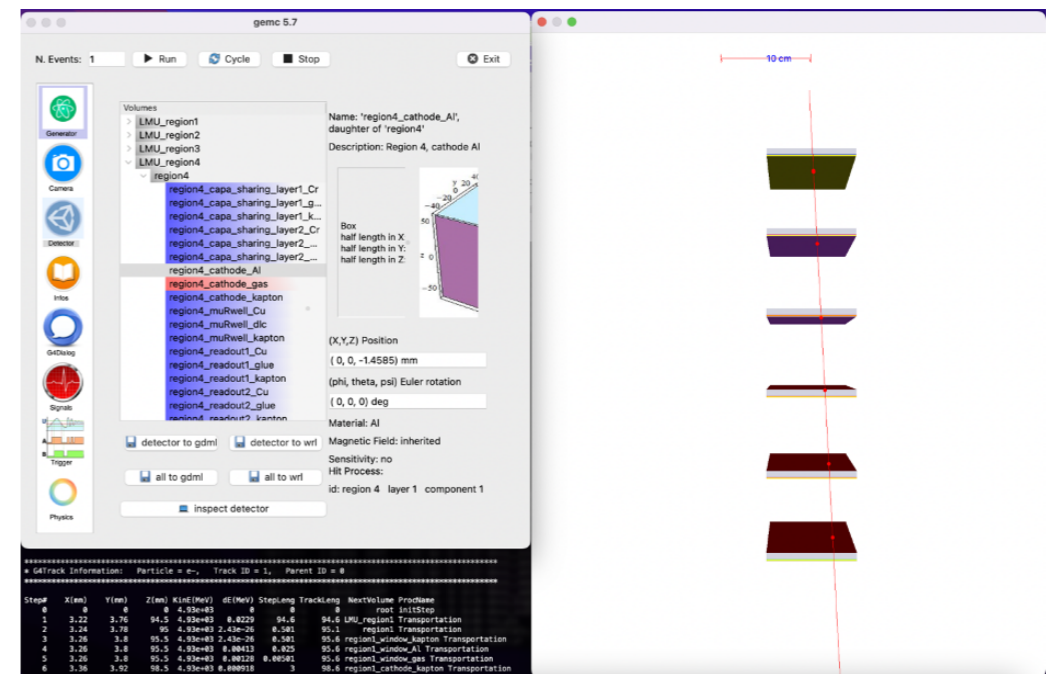 gemc 5.7
N. Events: 1 Run Cycle Stop Exit
Generator
Camera
Detector
Infos
G4Dialog
Signals
Trigger
Physics
Volumes
LMU_region1
LMU_region2
LMU_region3
LMU_region4
region4
region4_capa_sharing_layer1_Cr
region4_capa_sharing_layer1_g...
region4_capa_sharing_layer1_k...
region4_capa_sharing_layer2_Cr
region4_capa_sharing_layer2_...
region4_capa_sharing_layer2_...
region4_cathode_Al
region4_cathode_gas
region4_cathode_kapton
region4_muRwell_Cu
region4_muRwell_dlc
region4_muRwell_kapton
region4_readout1_Cu
region4_readout1_glue
region4_readout1_kapton
region4_readout2_Cu
region4_readout2_glue
region4_readout2_kapton
detector to gdml detector to wrl
all to gdml all to wrl
inspect detector
Name: 'region4_cathode_Al',
daughter of 'region4'
Description: Region 4, cathode Al
Box
half length in X
half length in Y:
half length in Z:
(X,Y,Z) Position
( 0, 0, -1.4585) mm
(phi, theta, psi) Euler rotation
( 0, 0, 0) deg
Material: Al
Magnetic Field: inherited
Sensitivity: no
Hit Process:
id: region 4 layer 1 component 1
10 cm
* G4Track Information: Particle = e-, Track ID = 1, Parent ID = 0
Step# X(mm) Y(mm) Z(mm) KinE(MeV) dE(MeV) StepLeng TrackLeng NextVolume ProcName
0 0 0 0 4.93e+03 0 0 0 root initStep
1 3.22 3.76 94.5 4.93e+03 0.0229 94.6 94.6 LMU_region1 Transportation
2 3.24 3.78 95 4.93e+03 2.43e-26 0.501 95.1 region1 Transportation
3 3.26 3.8 95.5 4.93e+03 2.43e-26 0.501 95.6 region1_window_kapton Transportation
4 3.26 3.8 95.5 4.93e+03 0.00413 0.025 95.6 region1_window_Al Transportation
5 3.26 3.8 95.5 4.93e+03 0.00128 0.00501 95.6 region1_window_gas Transportation
6 3.36 3.92 98.5 4.93e+03 0.000918 3 98.6 region1_cathode_kapton Transportation